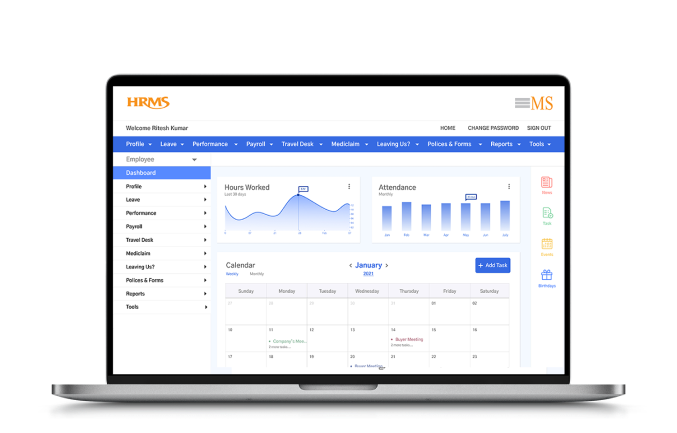 HRMS
MS
Welcome Ritesh Kumar
HOME CHANGE PASSWORD SIGN OUT
Profile Leave Performance Payroll Travel Desk Mediclaim Leaving Us? Polices & Forms Reports Tools
Employee
Dashboard
Profile
Leave
Performance
Payroll
Travel Desk
Mediclaim
Leaving Us?
Polices & Forms
Reports
Tools
Hours Worked
Last 30 days
Attendance
Monthly
Jan Feb Mar Apr May Jun July
Calendar
Weekly Monthly
January
2021
+ Add Task
Sunday Monday Tuesday Wednesday Thursday Friday Saturday
27 28 01 02
10 11 12 13 14 15 16
Company's Mee...
Buyer Meeting
17 18 19 20 21 22 23
Buyer Meeting
News
Task
Events
Birthdays